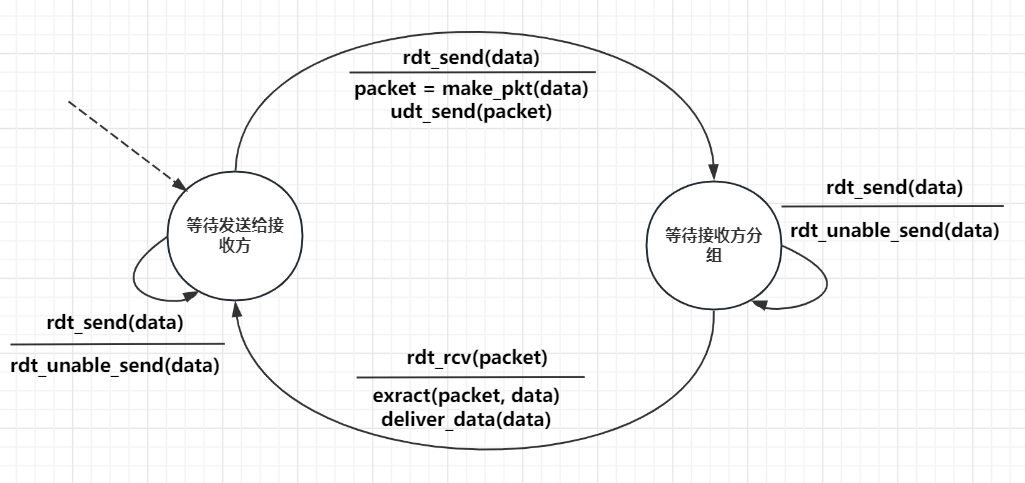 rdt_send(data)
packet = make_pkt(data)
udt_send(packet)
等待发送给接
收方
rdt_send(data)
rdt_unable_send(data)
等待接收方分
组
rdt_send(data)
rdt_unable_send(data)
rdt_rcv(packet)
exract(packet, data)
deliver_data(data)